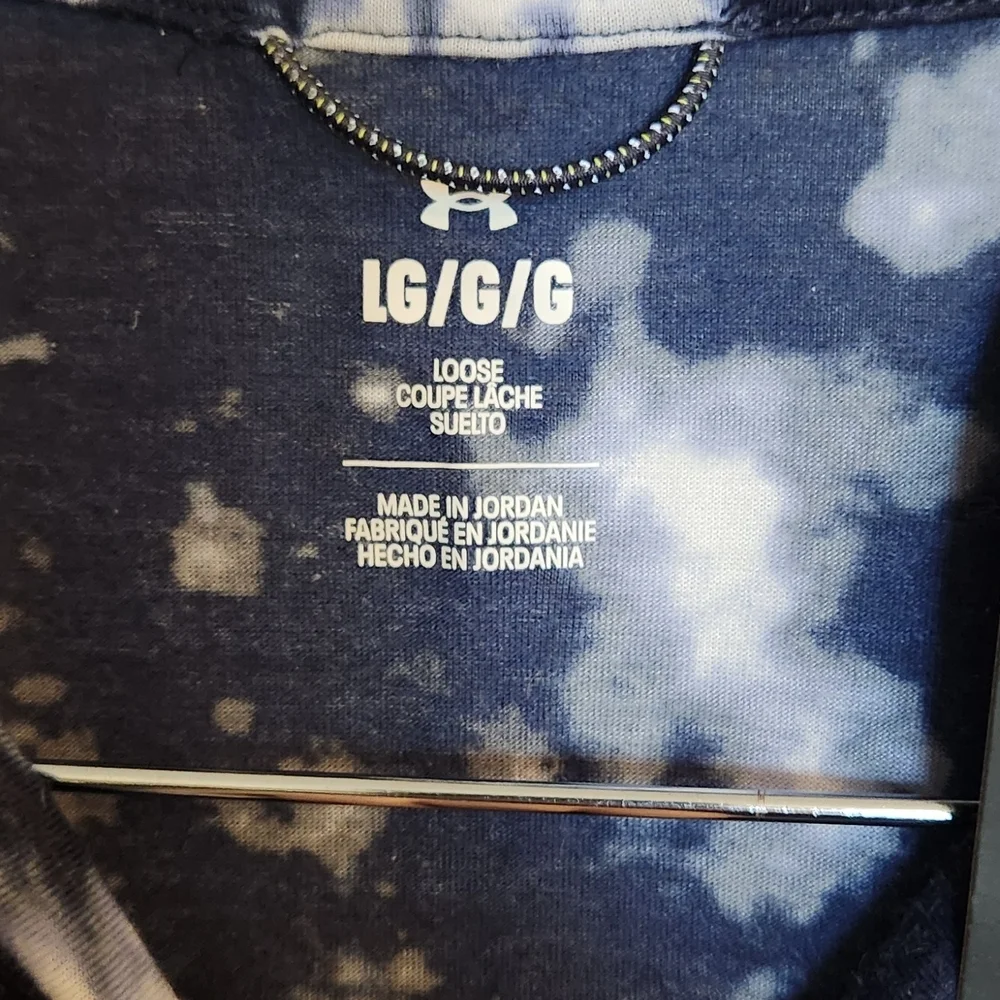 LG/G/G
LOOSE
COUPE LÂCHE
SUELTO
MADE IN JORDAN
FABRIQUÉ EN JORDANIE
HECHO EN JORDANIA